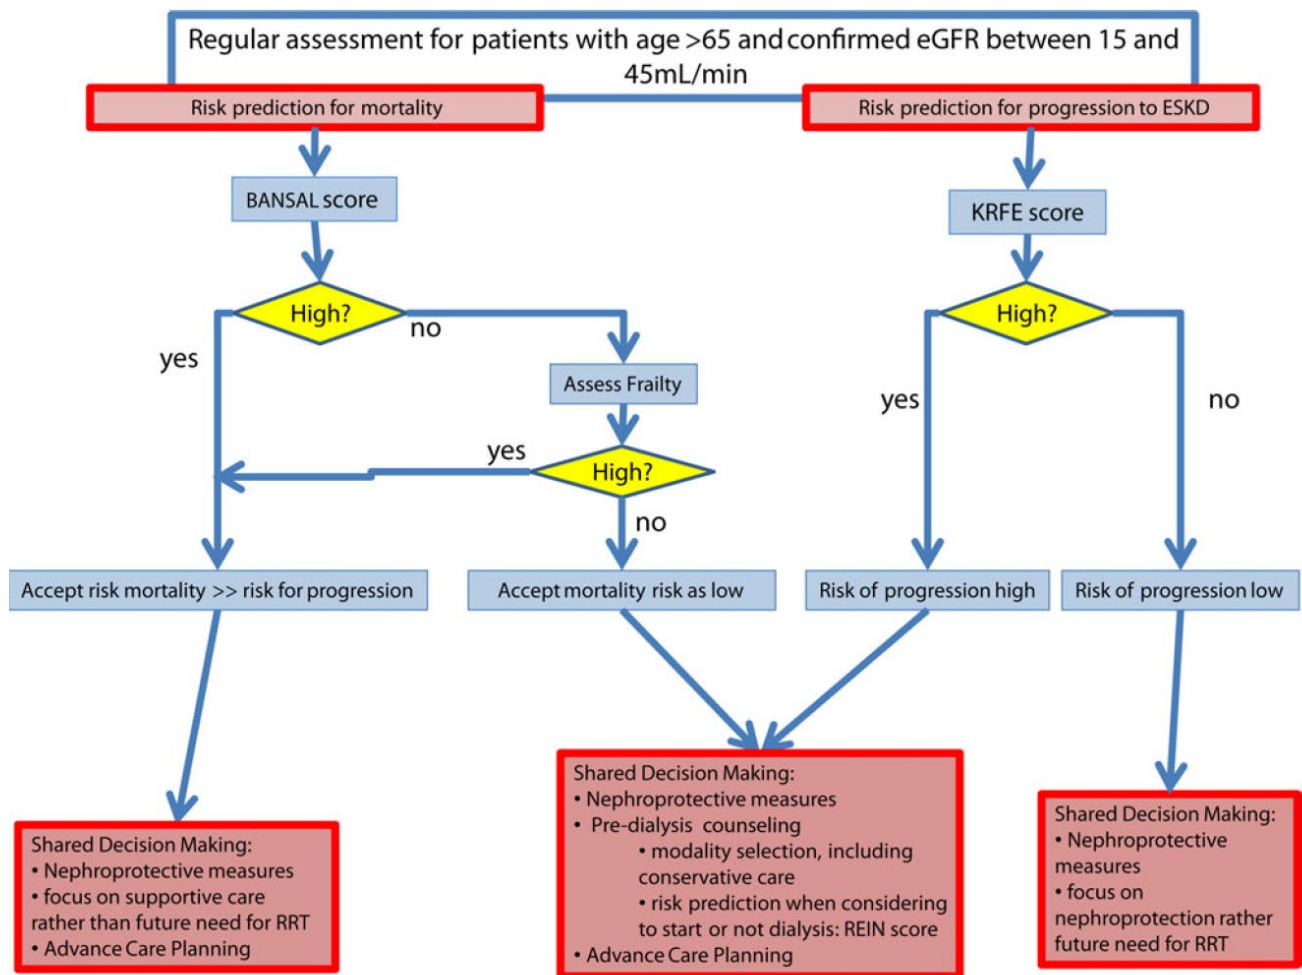 Regular assessment for patients with age >65 and confirmed eGFR between 15 and
45mL/min
Risk prediction for mortality
Risk prediction for progression to ESKD
BANSAL score
KRFE score
High?
High?
no
yes
Assess Frailty
yes
no
yes
High?
no
Accept risk mortality >> risk for progression
Accept mortality risk as low
Risk of progression high
Risk of progression low
Shared Decision Making:
• Nephroprotective measures
• focus on supportive care
rather than future need for RRT
• Advance Care Planning
Shared Decision Making:
• Nephroprotective measures
• Pre-dialysis counseling
• modality selection, including
conservative care
• risk prediction when considering
to start or not dialysis: REIN score
• Advance Care Planning
Shared Decision Making:
• Nephroprotective
measures
• focus on
nephroprotection rather
future need for RRT